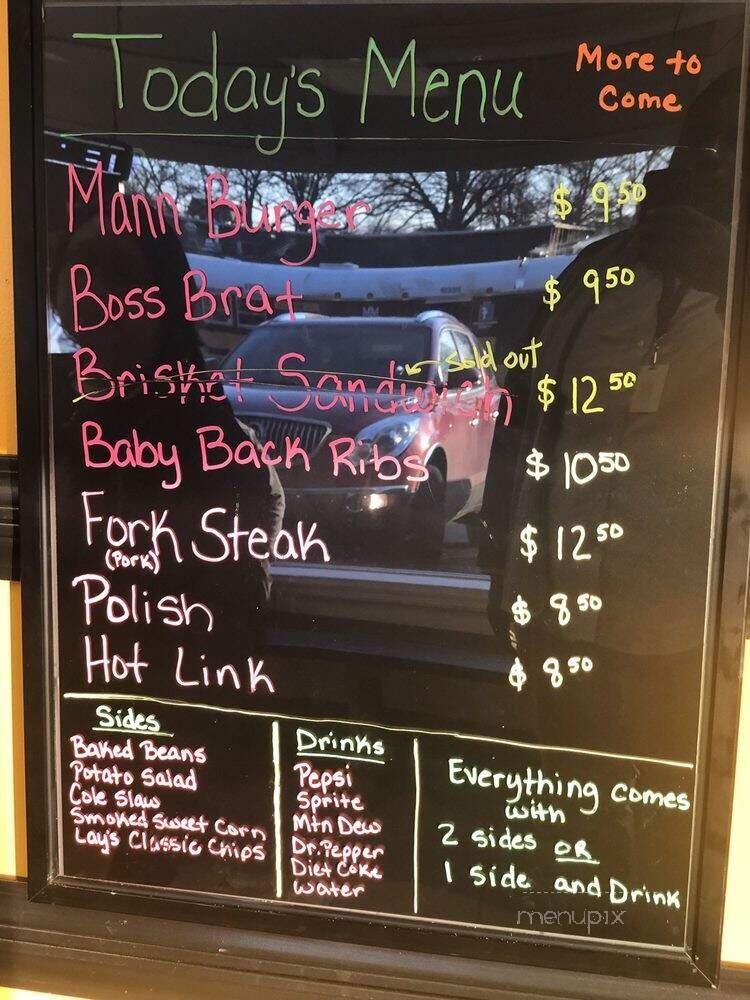 Today's Menu
More to
Come
Mann Burger $ 9 50
Boss Brat $ 9 50
Brisket Sandwich ← sold out $ 12 50
Baby Back Ribs $ 10 50
Fork Steak $ 12 50
(Pork)
Polish $ 8 50
Hot Link $ 8 50
Sides
Baked Beans
Potato Salad
Cole Slaw
Smoked Sweet Corn
Lay's Classic Chips
Drinks
Pepsi
Sprite
Mtn Dew
Dr. Pepper
Diet Coke
water
Everything comes
with
2 sides OR
1 side and Drink
menupix